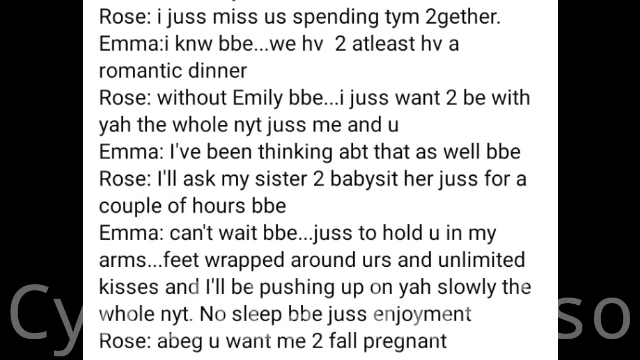 Rose: i juss miss us spending tym 2gether.
Emma:i knw bbe...we hv 2 atleast hv a
romantic dinner
Rose: without Emily bbe...i juss want 2 be with
yah the whole nyt juss me and u
Emma: I've been thinking abt that as well bbe
Rose: I'll ask my sister 2 babysit her juss for a
couple of hours bbe
Emma: can't wait bbe...juss to hold u in my
arms...feet wrapped around urs and unlimited
kisses and I'll be pushing up on yah slowly the
whole nyt. No sleep bbe juss enjoyment
Rose: abeg u want me 2 fall pregnant